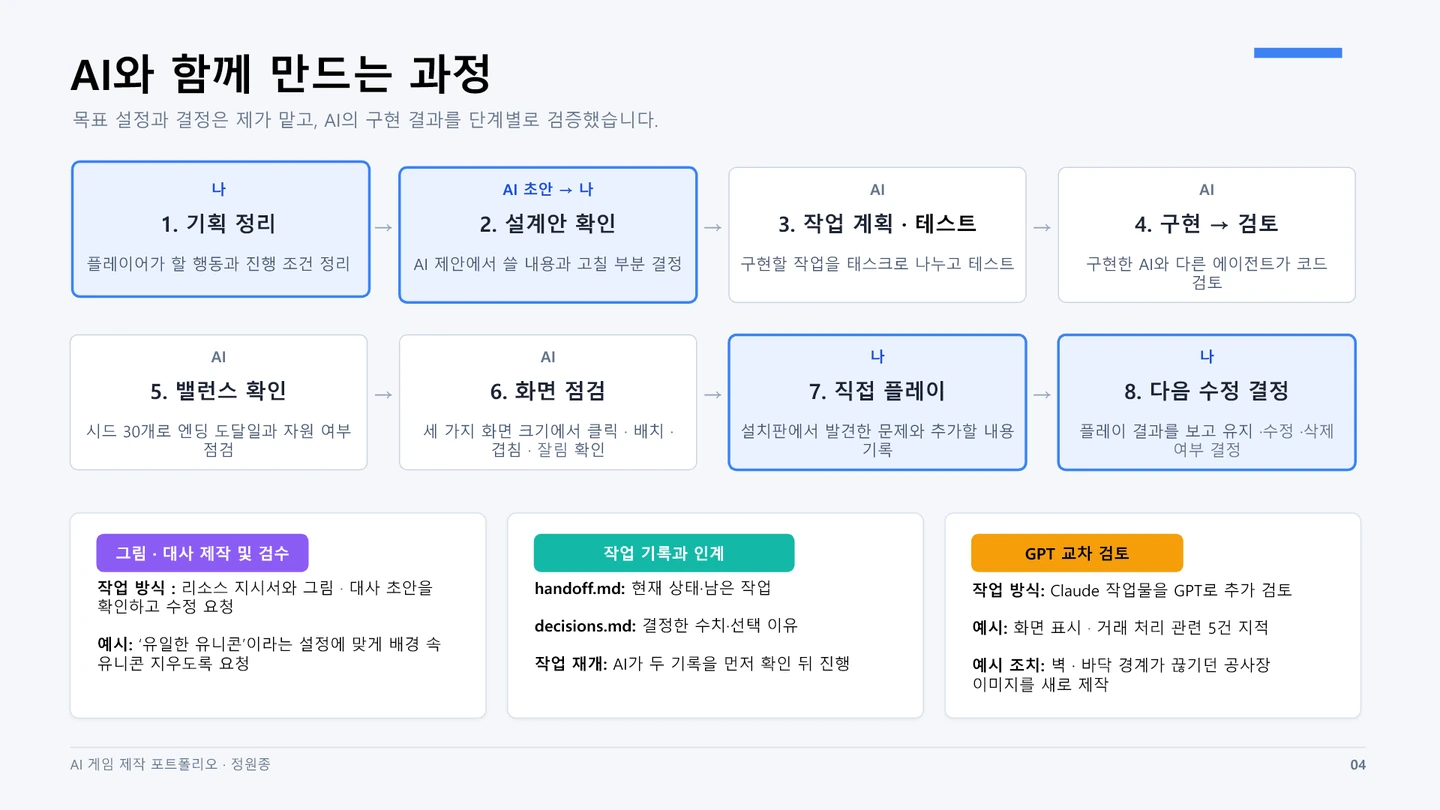 AI와 함께 만드는 과정
목표 설정과 결정은 제가 맡고, AI의 구현 결과를 단계별로 검증했습니다.
나
1. 기획 정리
플레이어가 할 행동과 진행 조건 정리
→
AI 초안 → 나
2. 설계안 확인
AI 제안에서 쓸 내용과 고칠 부분 결정
→
AI
3. 작업 계획 · 테스트
구현할 작업을 태스크로 나누고 테스트
→
AI
4. 구현 → 검토
구현한 AI와 다른 에이전트가 코드
검토
AI
5. 밸런스 확인
시드 30개로 엔딩 도달일과 자원 여부
점검
→
AI
6. 화면 점검
세 가지 화면 크기에서 클릭 · 배치 ·
겹침 · 잘림 확인
→
나
7. 직접 플레이
설치판에서 발견한 문제와 추가할 내용
기록
→
나
8. 다음 수정 결정
플레이 결과를 보고 유지 ·수정 ·삭제
여부 결정
그림 · 대사 제작 및 검수
작업 방식 : 리소스 지시서와 그림 · 대사 초안을
확인하고 수정 요청
예시: ‘유일한 유니콘’이라는 설정에 맞게 배경 속
유니콘 지우도록 요청
작업 기록과 인계
handoff.md: 현재 상태·남은 작업
decisions.md: 결정한 수치·선택 이유
작업 재개: AI가 두 기록을 먼저 확인 뒤 진행
GPT 교차 검토
작업 방식: Claude 작업물을 GPT로 추가 검토
예시: 화면 표시 · 거래 처리 관련 5건 지적
예시 조치: 벽 · 바닥 경계가 끊기던 공사장
이미지를 새로 제작
AI 게임 제작 포트폴리오 · 정원종
04